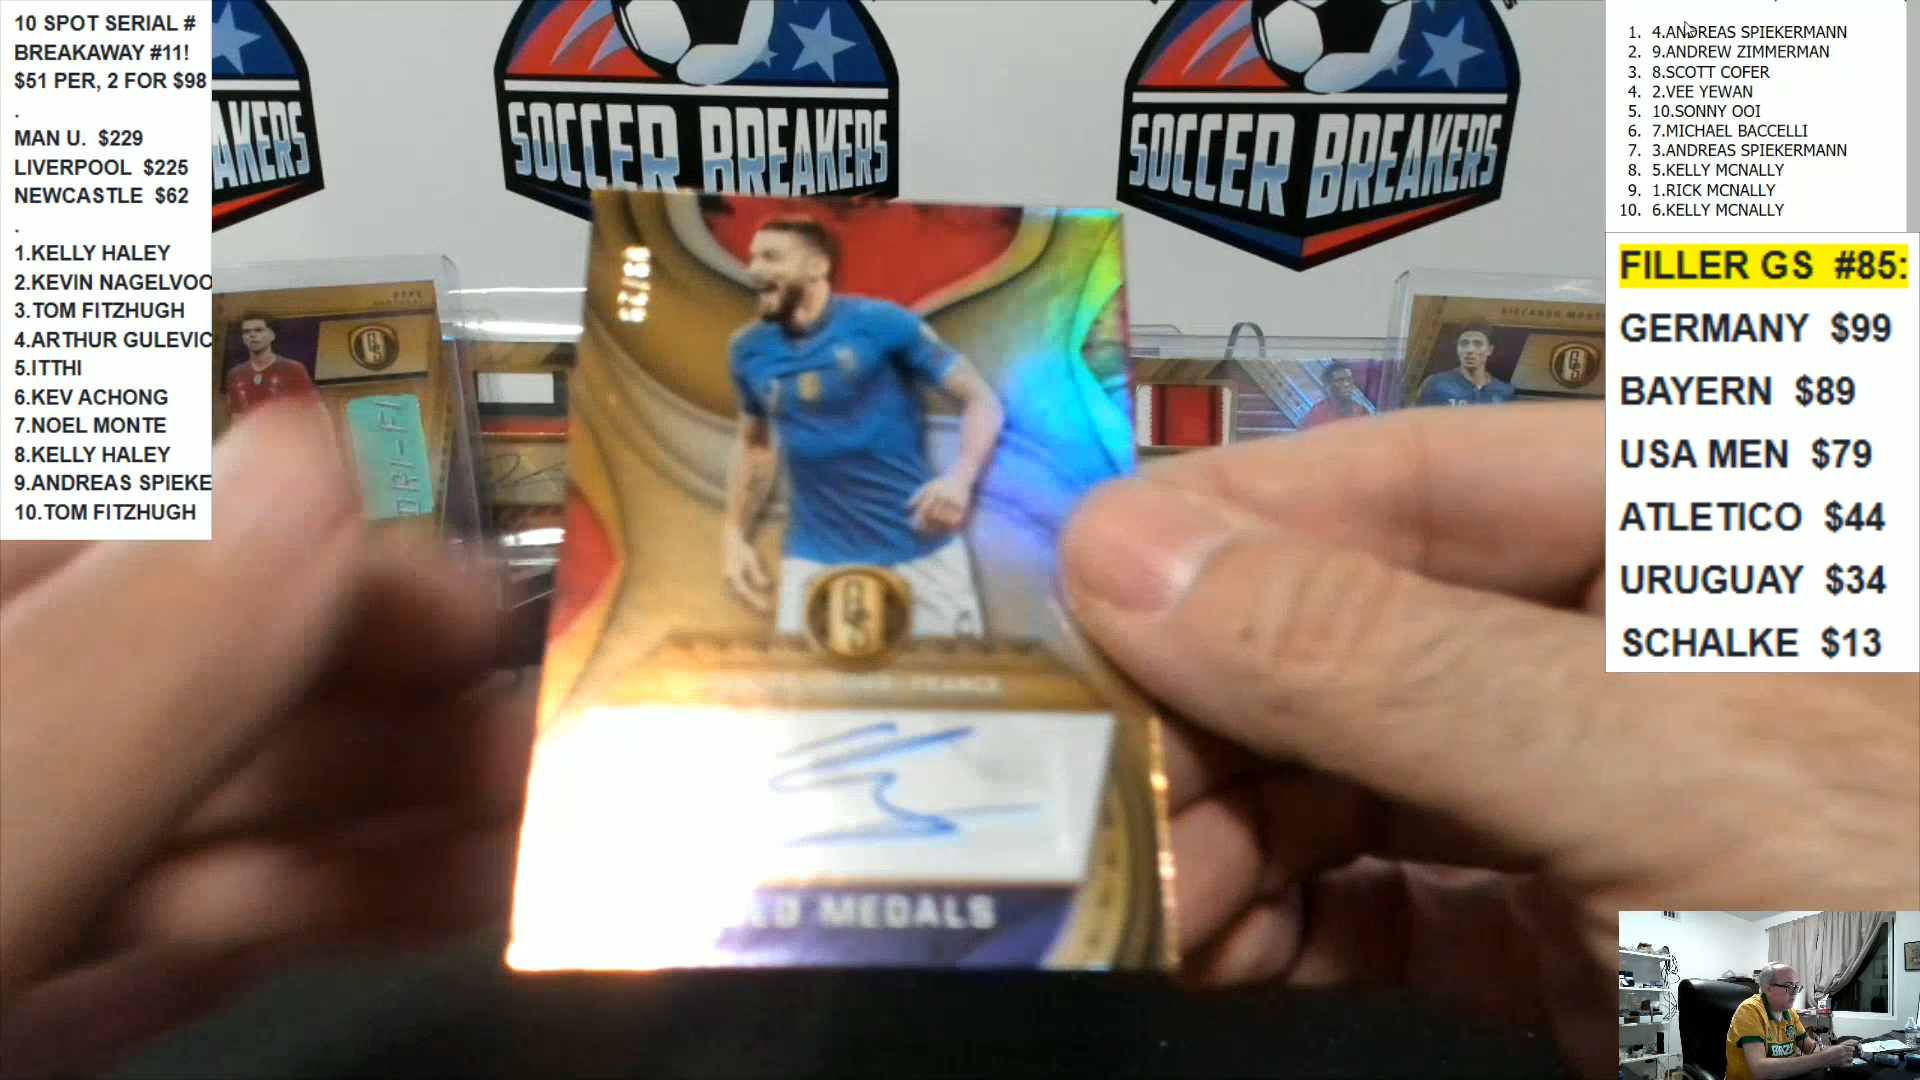 10 SPOT SERIAL #
BREAKAWAY #11!
$51 PER, 2 FOR $98
.
MAN U. $229
LIVERPOOL $225
NEWCASTLE $62
.
1.KELLY HALEY
2.KEVIN NAGELVOO
3.TOM FITZHUGH
4.ARTHUR GULEVIC
5.ITTHI
6.KEV ACHONG
7.NOEL MONTE
8.KELLY HALEY
9.ANDREAS SPIEKE
10.TOM FITZHUGH
AKERS
SOCCER BREAKERS
SOCCER BREAKERS
FRANCE
MEDALS
1. 4.ANDREAS SPIEKERMANN
2. 9.ANDREW ZIMMERMAN
3. 8.SCOTT COFER
4. 2.VEE YEWAN
5. 10.SONNY OOI
6. 7.MICHAEL BACCELLI
7. 3.ANDREAS SPIEKERMANN
8. 5.KELLY MCNALLY
9. 1.RICK MCNALLY
10. 6.KELLY MCNALLY
FILLER GS #85:
GERMANY $99
BAYERN $89
USA MEN $79
ATLETICO $44
URUGUAY $34
SCHALKE $13